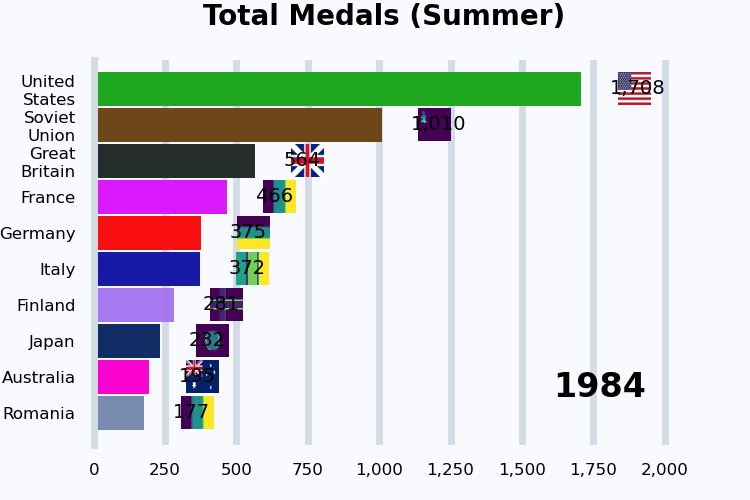 Total Medals (Summer)
United
States
1,708
Soviet
Union
1,010
Great
Britain
564
France
466
Germany
375
Italy
372
Finland
281
Japan
232
Australia
Romania
177
1984
0 250 500 750 1,000 1,250 1,500 1,750 2,000